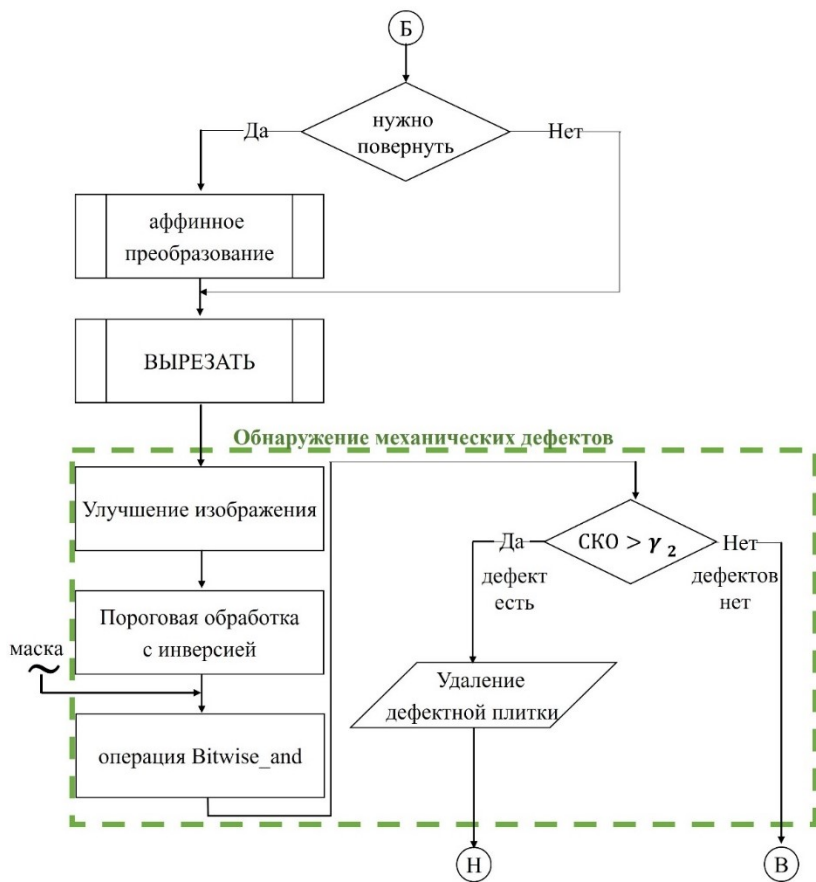 Б
нужно
повернуть
Да
Нет
аффинное
преобразование
ВЫРЕЗАТЬ
Обнаружение механических дефектов
Улучшение изображения
Пороговая обработка
с инверсией
маска
операция Bitwise_and
СКО > γ 2
Да
дефект
есть
Нет
дефектов
нет
Удаление
дефектной плитки
Н
В